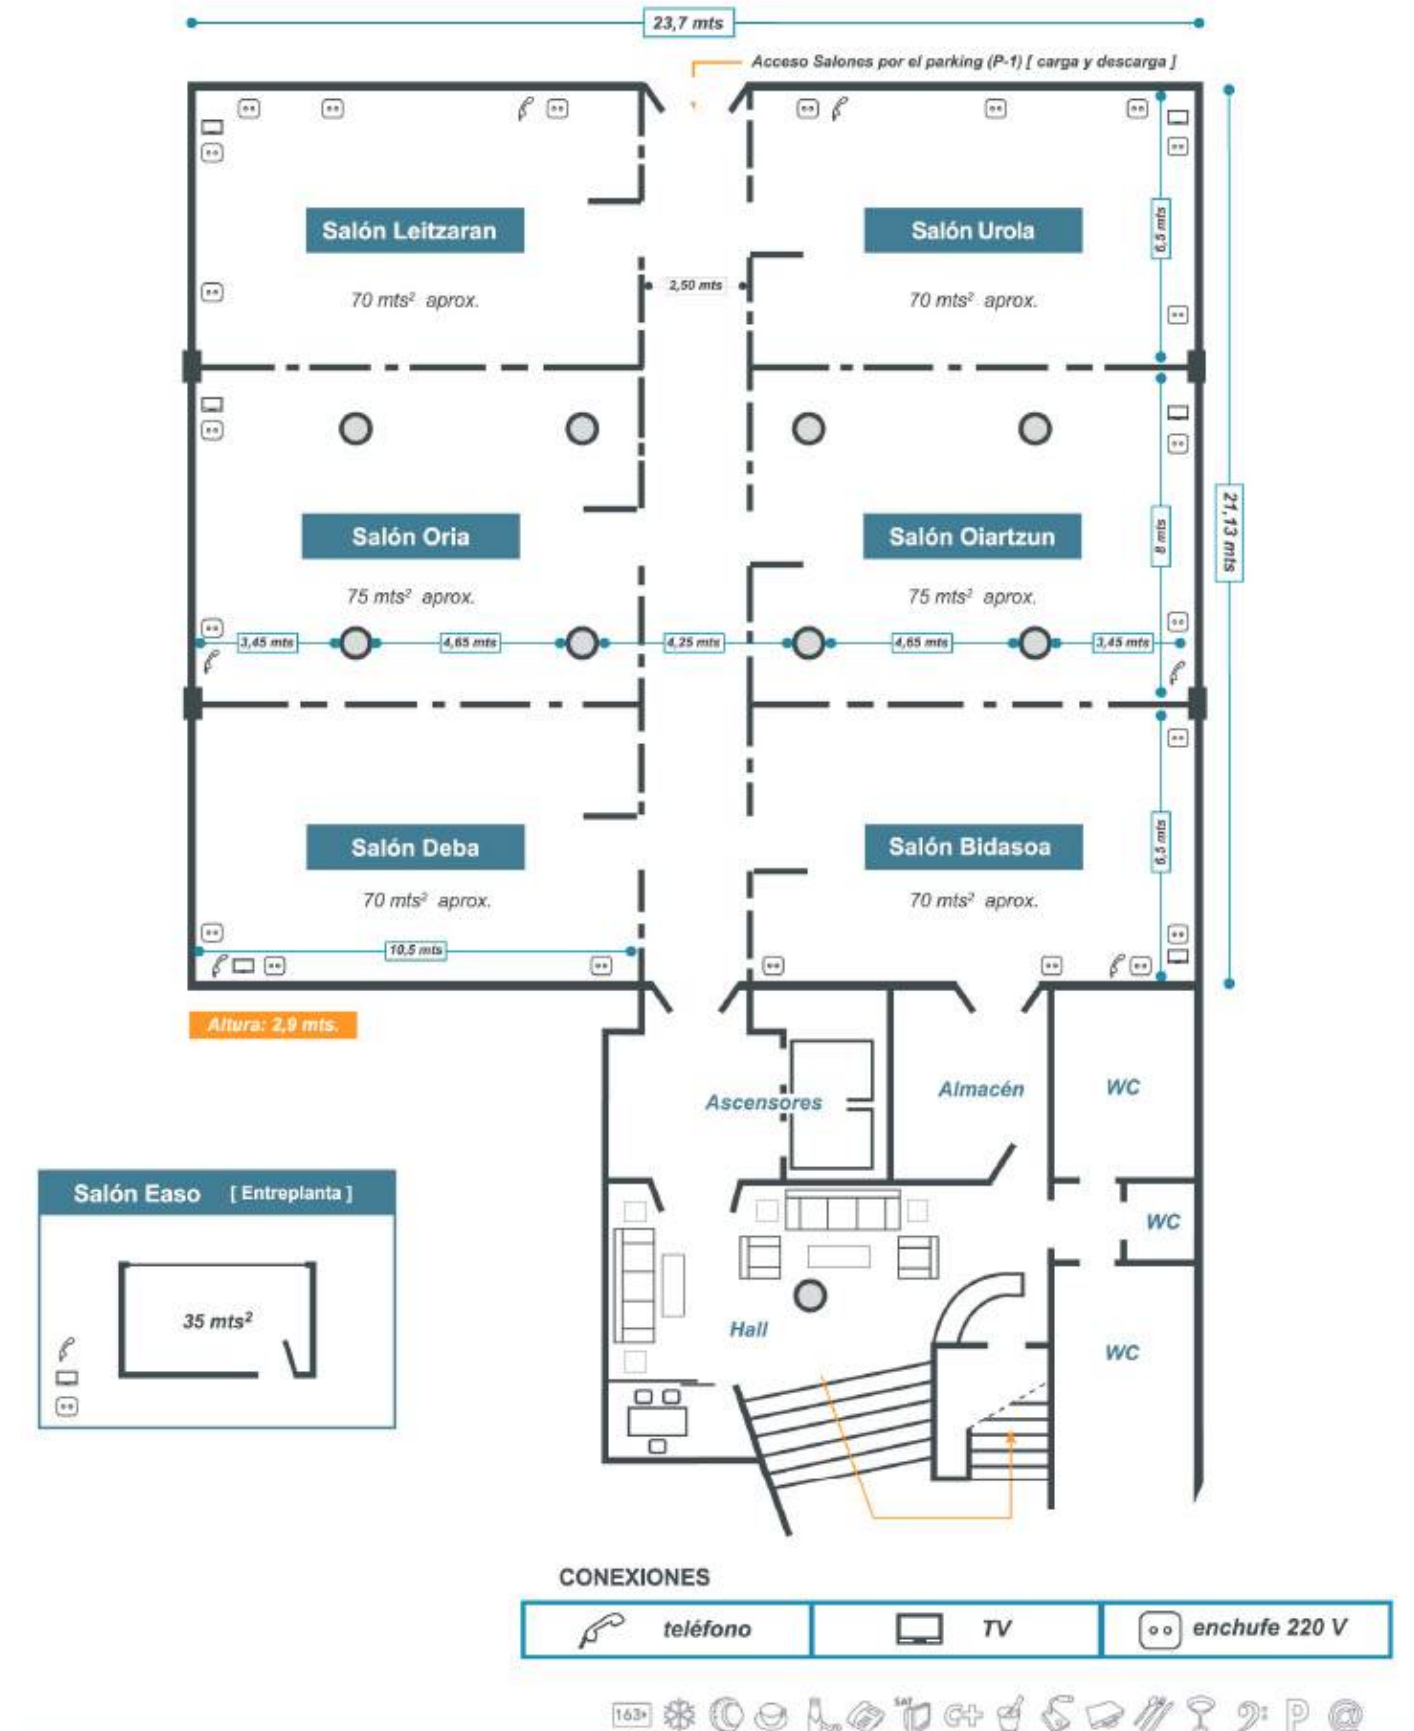 23,7 mts
Acceso Salones por el parking (P-1) [ carga y descarga ]
Salón Leitzaran
70 mts² aprox.
Salón Urola
70 mts² aprox.
6,5 mts
2,50 mts
Salón Oria
75 mts² aprox.
Salón Oiartzun
75 mts² aprox.
8 mts
21,13 mts
3,45 mts
4,65 mts
4,25 mts
4,65 mts
3,45 mts
Salón Deba
70 mts² aprox.
Salón Bidasoa
70 mts² aprox.
6,5 mts
10,5 mts
Altura: 2,9 mts.
Ascensores
Almacén
WC
WC
WC
Hall
Salón Easo [ Entreplanta ]
35 mts²
CONEXIONES
teléfono
TV
enchufe 220 V
163
SAT
C+
P
@